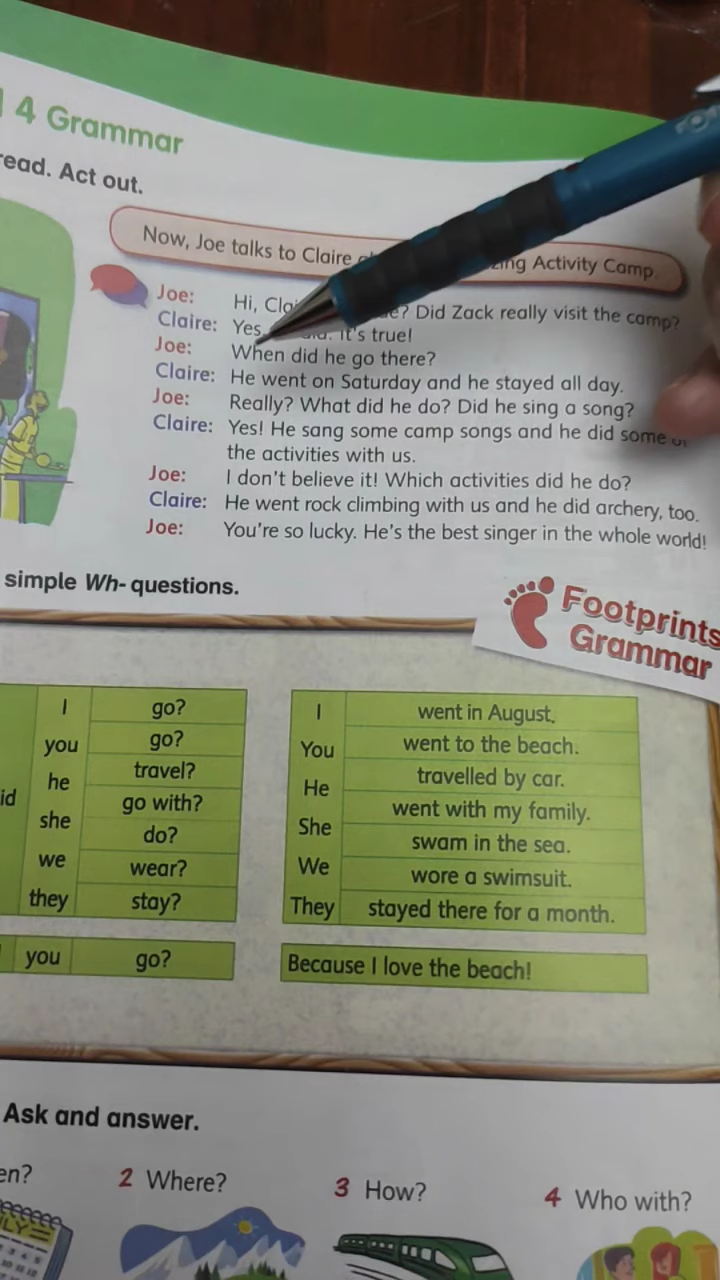 4 Grammar
read. Act out.
Now, Joe talks to Claire Activity Camp.
Joe: Hi, ? Did Zack really visit the camp?
Claire: Yes, It's true!
Joe: When did he go there?
Claire: He went on Saturday and he stayed all day.
Joe: Really? What did he do? Did he sing a song?
Claire: Yes! He sang some camp songs and he did some of
the activities with us.
Joe: I don't believe it! Which activities did he do?
Claire: He went rock climbing with us and he did archery, too.
Joe: You're so lucky. He's the best singer in the whole world!
simple Wh- questions.
Footprints
Grammar
I go?
you go?
he travel?
she go with?
do?
we wear?
they stay?
you go?
I went in August.
You went to the beach.
He travelled by car.
went with my family.
She swam in the sea.
We wore a swimsuit.
They stayed there for a month.
Because I love the beach!
Ask and answer.
2 Where?
3 How?
4 Who with?